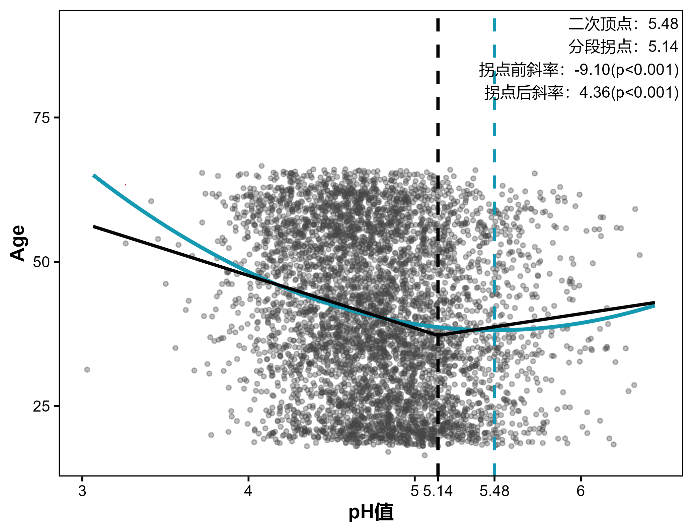 二次顶点：5.48
分段拐点：5.14
拐点前斜率：-9.10(p<0.001)
拐点后斜率：4.36(p<0.001)
75
50
25
Age
3 4 5 5.14 5.48 6
pH值